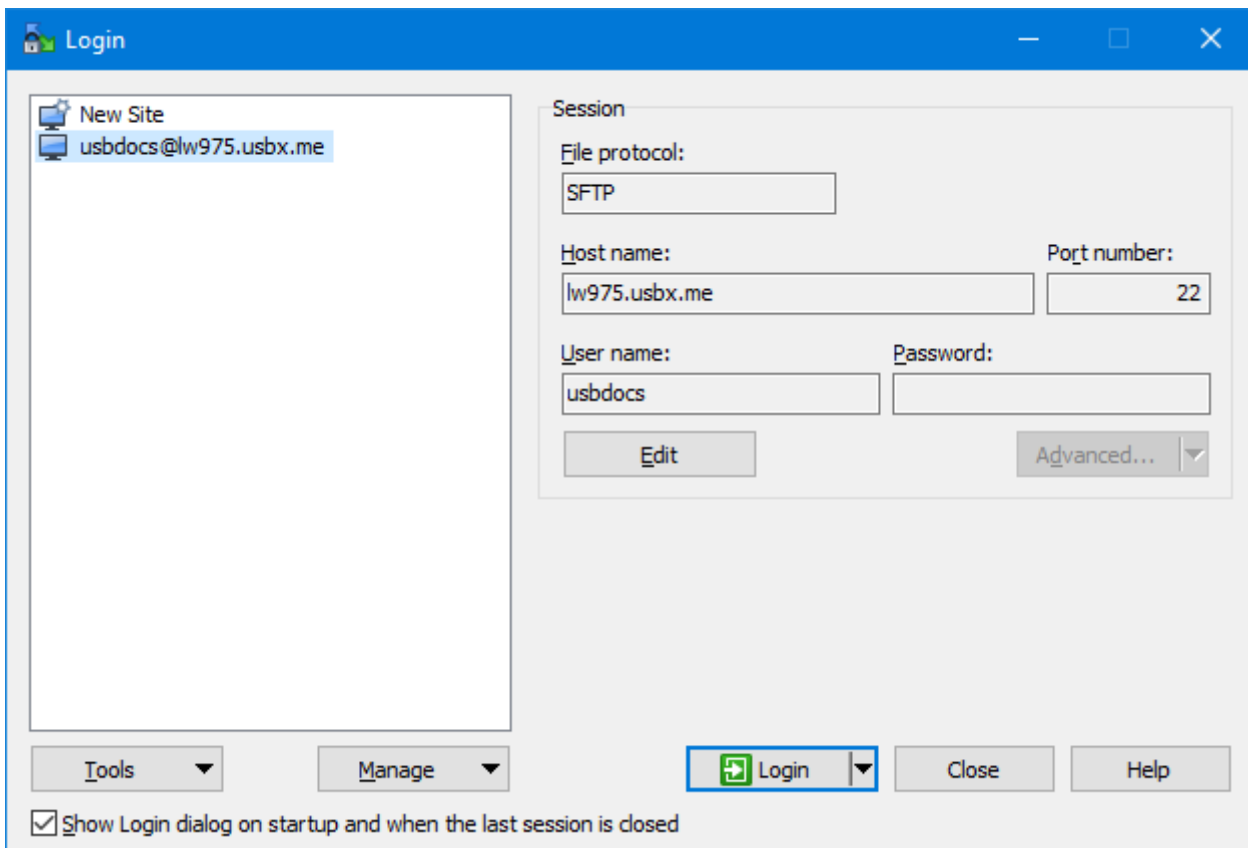 Login
New Site
usbdocs@lw975.usbx.me
Session
File protocol:
SFTP
Host name: Port number:
lw975.usbx.me 22
User name: Password:
usbdocs
Edit Advanced...
Tools Manage Login Close Help
Show Login dialog on startup and when the last session is closed